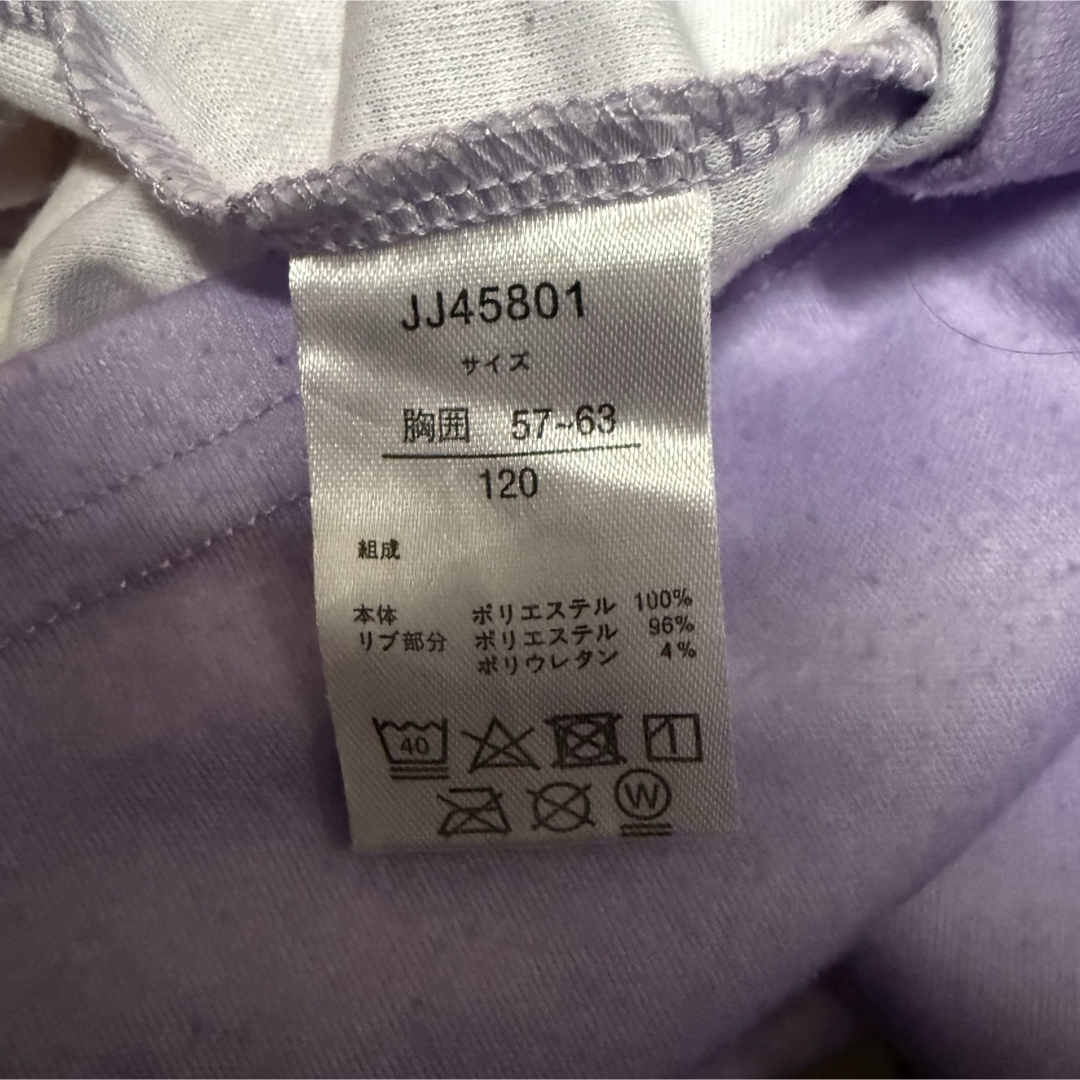 JJ45801
サイズ
胸囲 57~63
120
組成
本体 ポリエステル 100%
リブ部分 ポリエステル 96%
ポリウレタン 4%
40
W